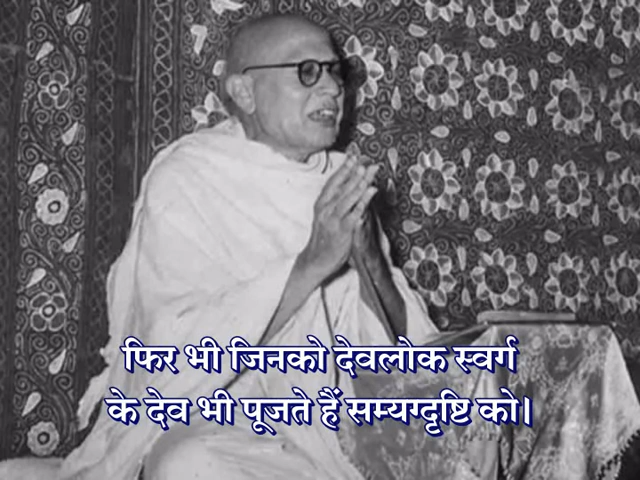 फिर भी जिनको देवलोक स्वर्ग
के देव भी पूजते हैं सम्यग्दृष्टि को।